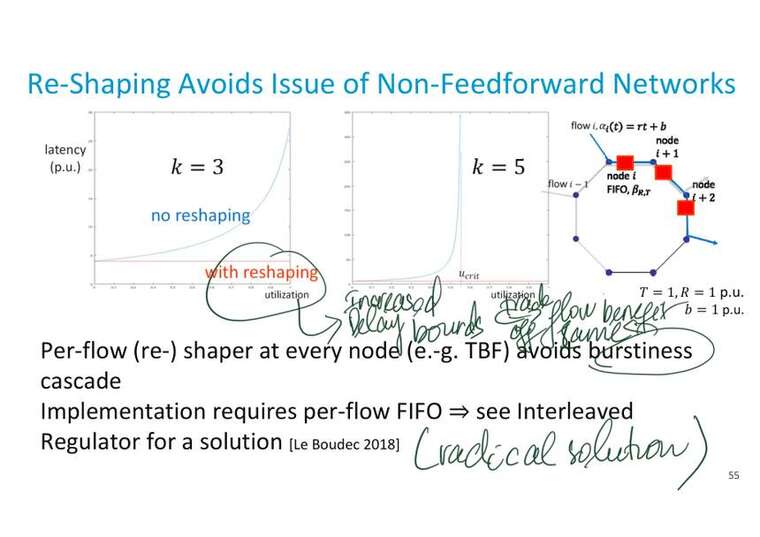 Re-Shaping Avoids Issue of Non-Feedforward Networks
latency
(p.u.)
k = 3
no reshaping
with reshaping
utilization
k = 5
u_crit
utilization
flow i, α_i(t) = rt + b
node
i + 1
flow i − 1
node i
FIFO, β_R,T
node
i + 2
T = 1, R = 1 p.u.
b = 1 p.u.
Increased
Delay bounds
trade
off
flow benefit
Per-flow (re-) shaper at every node (e.-g. TBF) avoids burstiness
cascade
Implementation requires per-flow FIFO ⇒ see Interleaved
Regulator for a solution [Le Boudec 2018]
(radical solution)
55